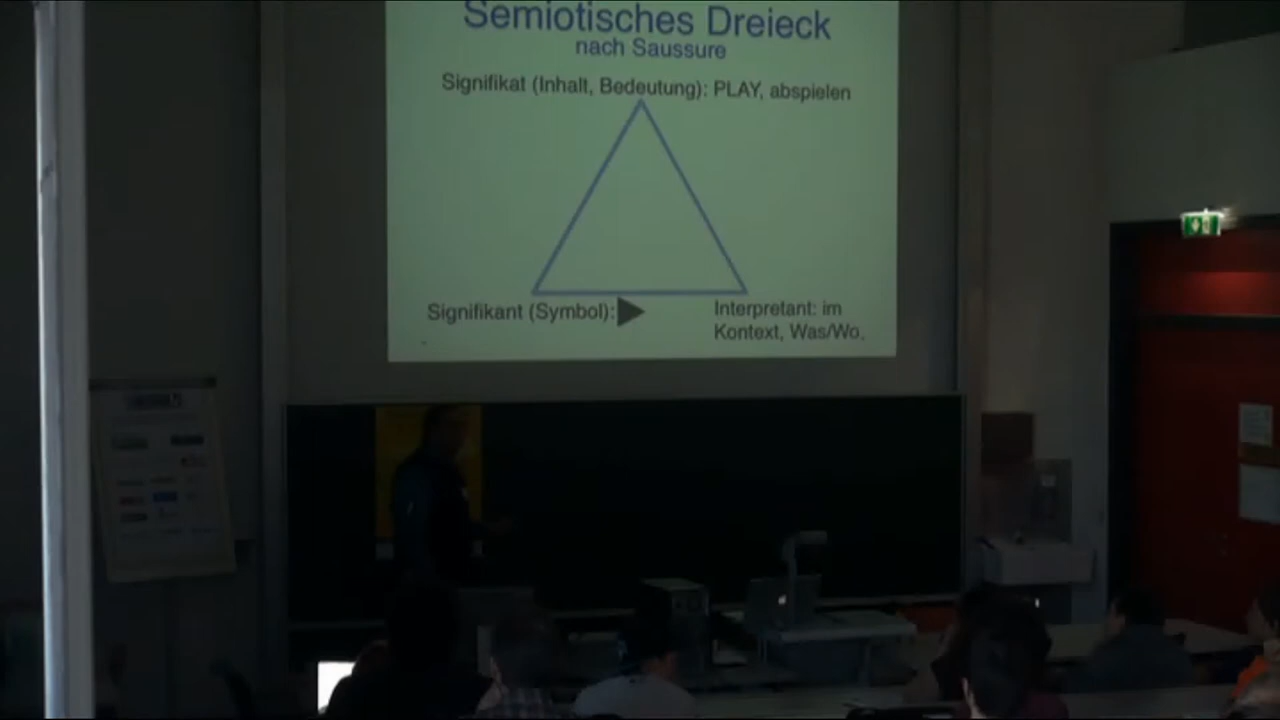 Semiotisches Dreieck
nach Saussure
Signifikat (Inhalt, Bedeutung): PLAY, abspielen
Signifikant (Symbol):
Interpretant: im
Kontext, Was/Wo.